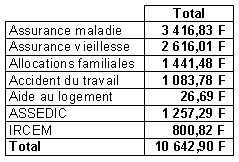 Total
Assurance maladie 3 416,83 F
Assurance vieillesse 2 616,01 F
Allocations familiales 1 441,48 F
Accident du travail 1 083,78 F
Aide au logement 26,69 F
ASSEDIC 1 257,29 F
IRCEM 800,82 F
Total 10 642,90 F